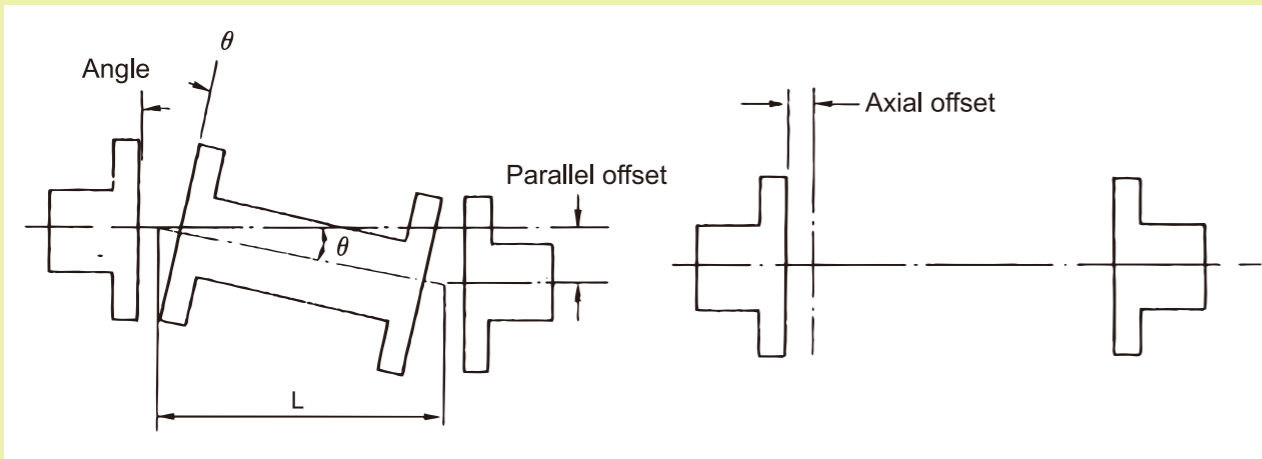 θ
Angle
Axial offset
Parallel offset
θ
L